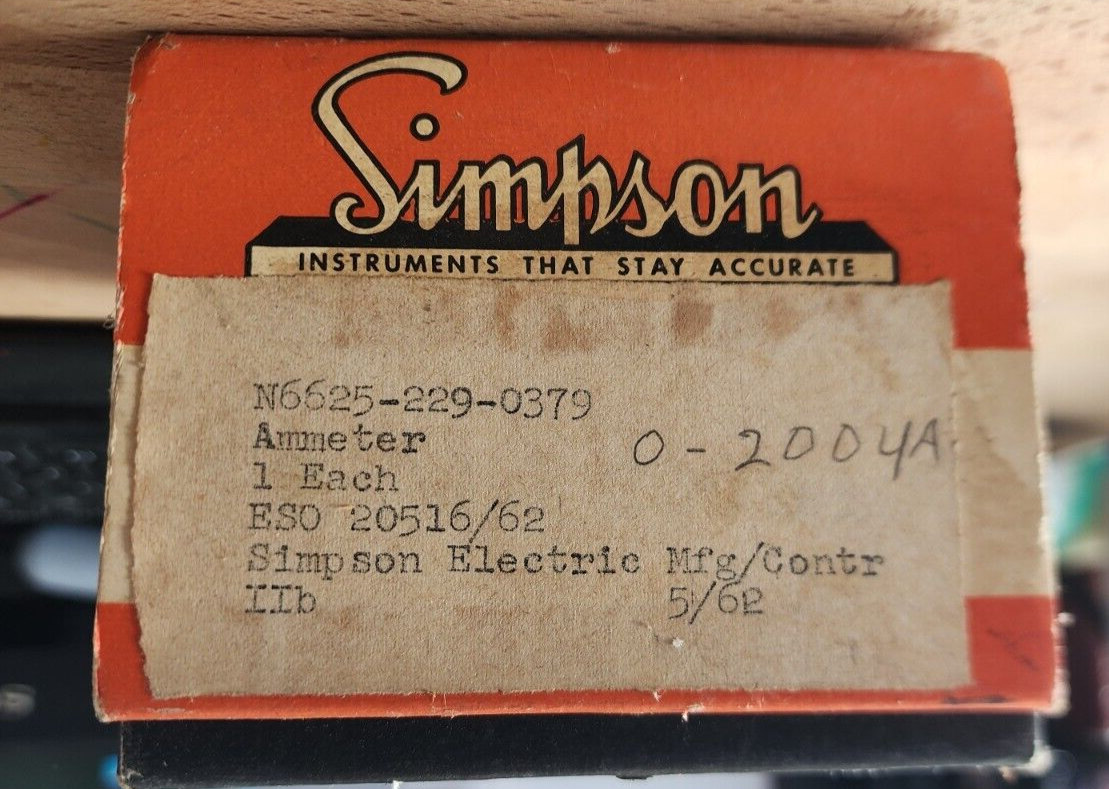 Simpson
INSTRUMENTS THAT STAY ACCURATE
N6625-229-0379
Ammeter
0-200µA
1 Each
ESO 20516/62
Simpson Electric Mfg/Contr
IIb 5/62